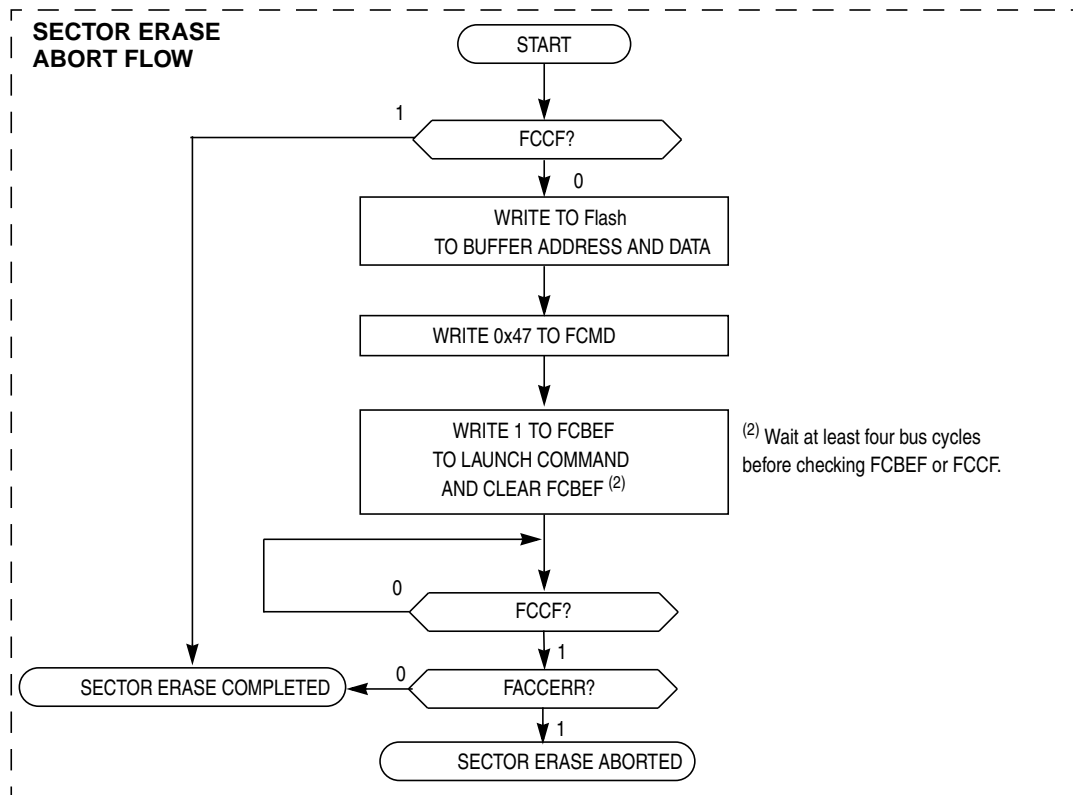 SECTOR ERASE
ABORT FLOW
START
1
FCCF?
0
WRITE TO Flash
TO BUFFER ADDRESS AND DATA
WRITE 0x47 TO FCMD
WRITE 1 TO FCBEF
TO LAUNCH COMMAND
AND CLEAR FCBEF (2)
(2) Wait at least four bus cycles
before checking FCBEF or FCCF.
0
FCCF?
1
SECTOR ERASE COMPLETED
0
FACCERR?
1
SECTOR ERASE ABORTED